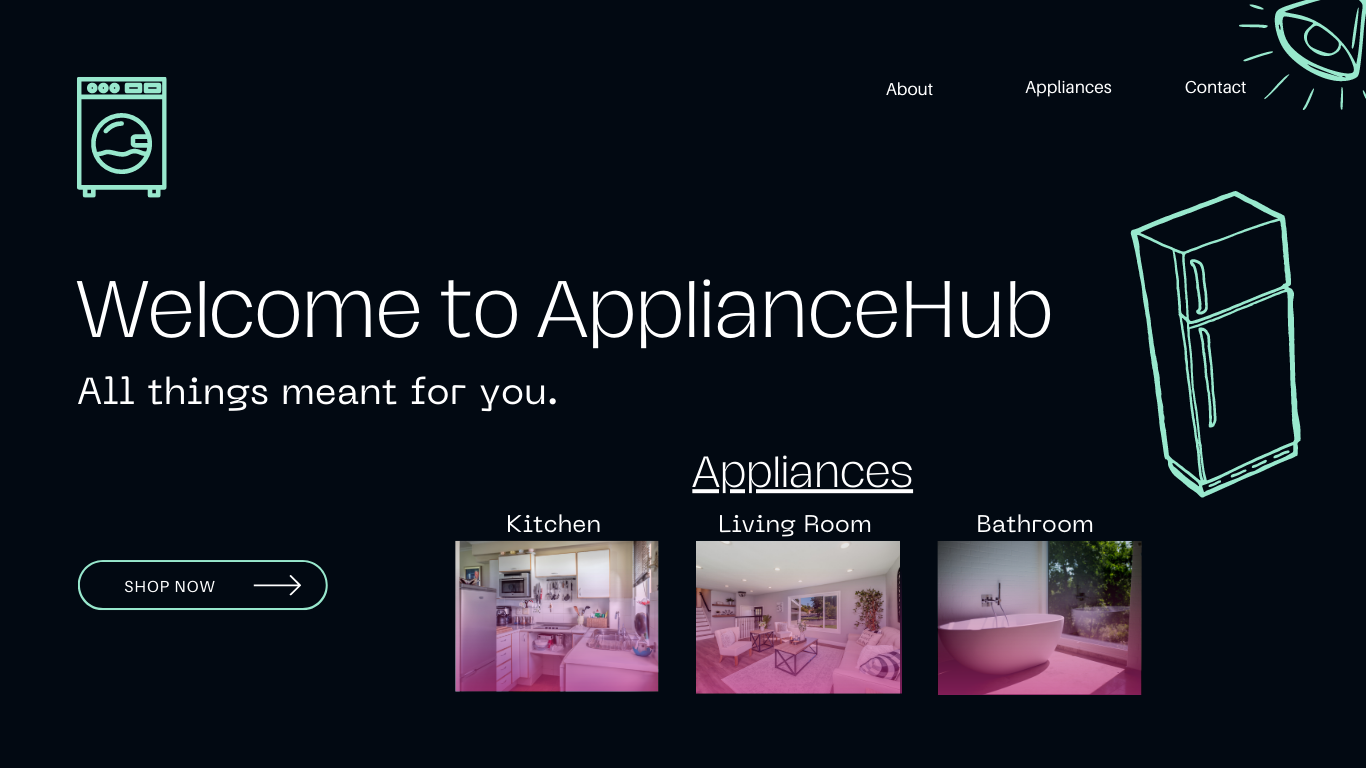 About
Appliances
Contact
Welcome to ApplianceHub
All things meant for you.
Appliances
Kitchen
Living Room
Bathroom
SHOP NOW